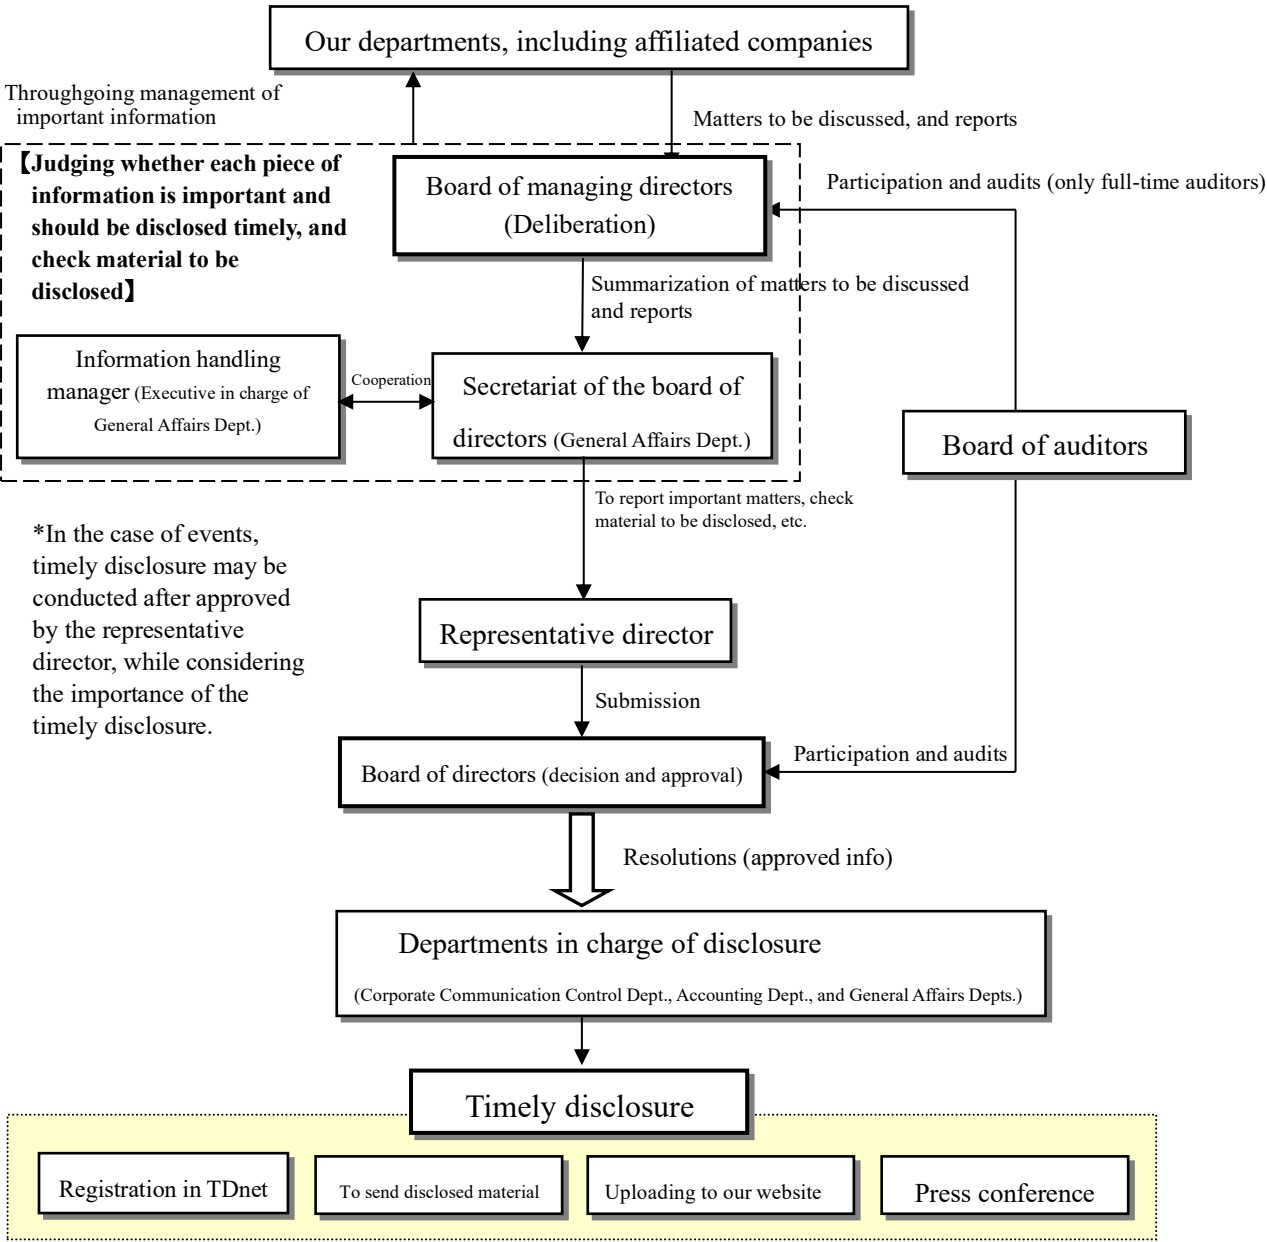 Our departments, including affiliated companies
Throughgoing management of
important information
Matters to be discussed, and reports
【Judging whether each piece of
information is important and
should be disclosed timely, and
check material to be
disclosed】
Board of managing directors
(Deliberation)
Participation and audits (only full-time auditors)
Summarization of matters to be discussed
and reports
Information handling
manager (Executive in charge of
General Affairs Dept.)
Cooperation
Secretariat of the board of
directors (General Affairs Dept.)
Board of auditors
To report important matters, check
material to be disclosed, etc.
*In the case of events,
timely disclosure may be
conducted after approved
by the representative
director, while considering
the importance of the
timely disclosure.
Representative director
Submission
Board of directors (decision and approval)
Participation and audits
Resolutions (approved info)
Departments in charge of disclosure
(Corporate Communication Control Dept., Accounting Dept., and General Affairs Depts.)
Timely disclosure
Registration in TDnet
To send disclosed material
Uploading to our website
Press conference